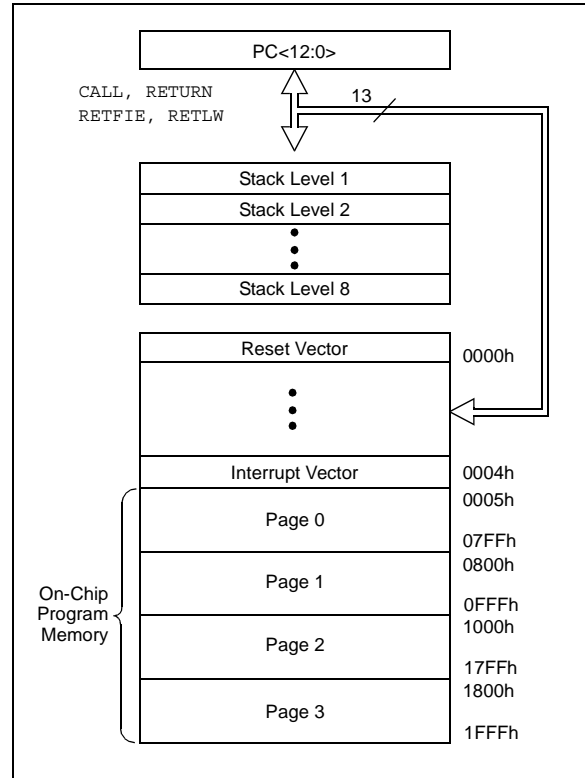 PC<12:0>
CALL, RETURN
RETFIE, RETLW
13
Stack Level 1
Stack Level 2
Stack Level 8
Reset Vector
0000h
Interrupt Vector
0004h
0005h
Page 0
07FFh
0800h
Page 1
0FFFh
On-Chip
Program
Memory
1000h
Page 2
17FFh
1800h
Page 3
1FFFh